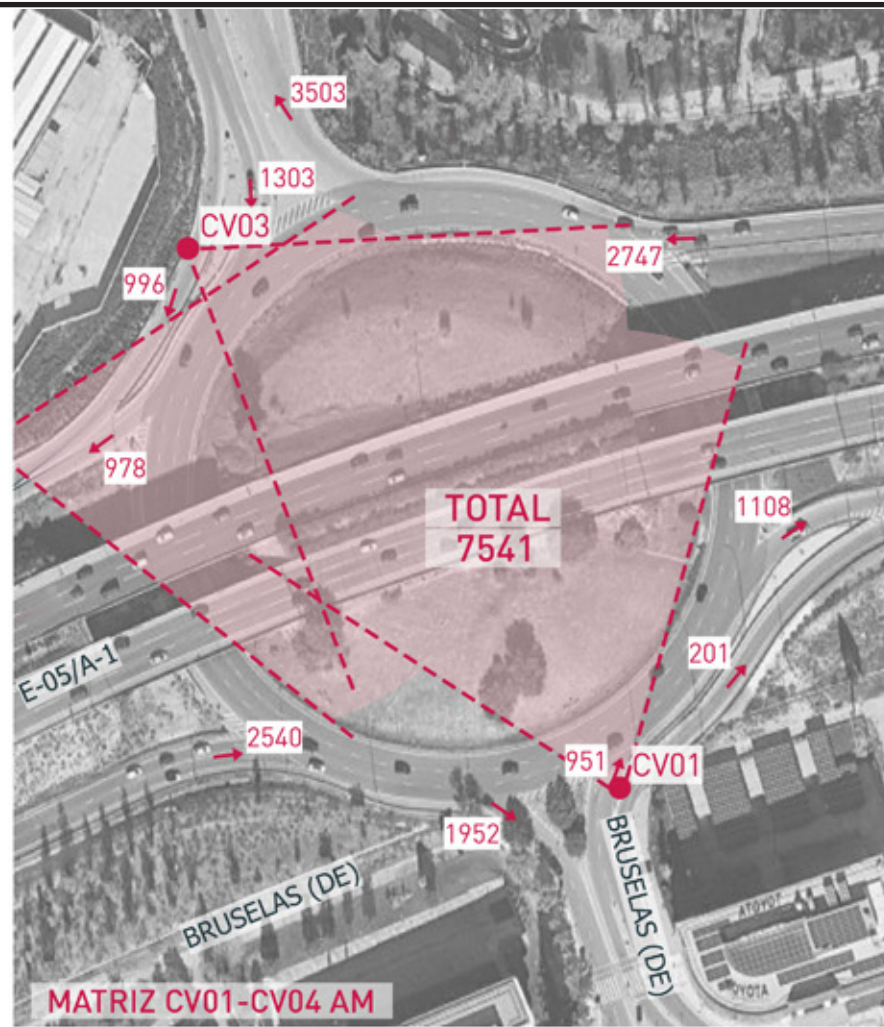 3503
1303
CV03
2747
996
978
TOTAL
7541
1108
E-05/A-1
201
2540
951
CV01
1952
BRUSELAS (DE)
BRUSELAS (DE)
MATRIZ CV01-CV04 AM